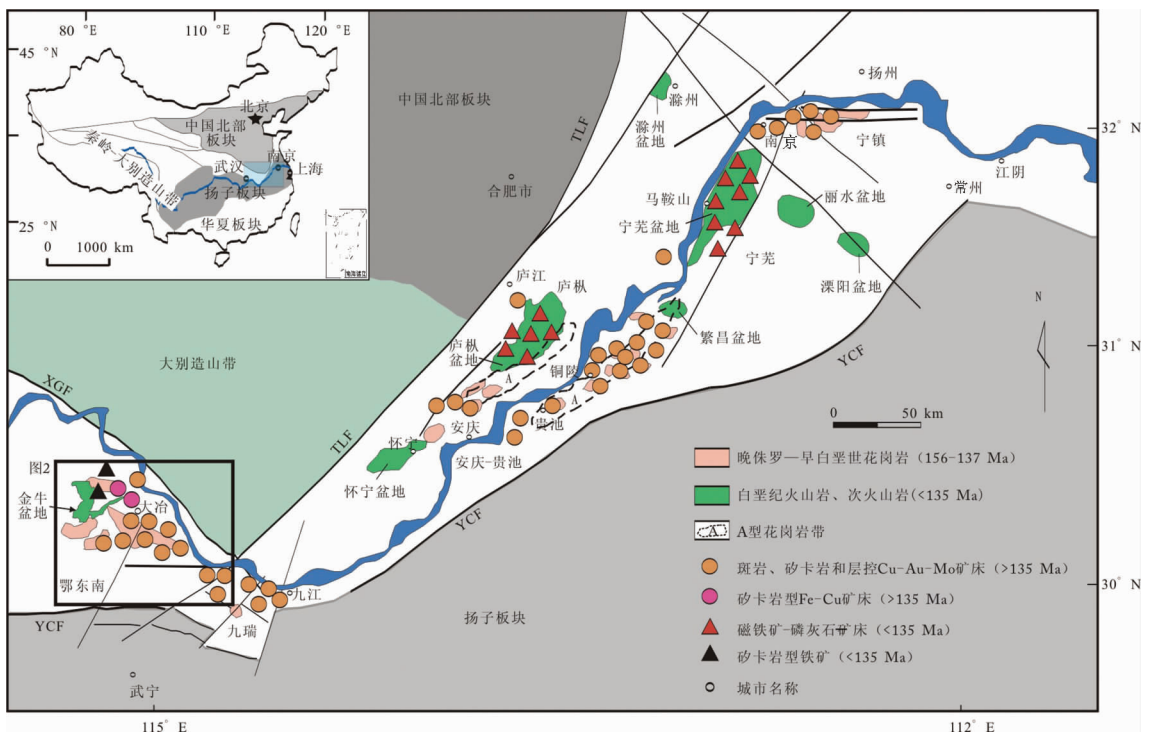 80 °E
110 °E
120 °E
45 °N
25 °N
北京
中国北部
板块
秦岭-大别造山带
武汉
南京
上海
扬子板块
华夏板块
0 1000 km
中国北部板块
TLF
合肥市
滁州
滁州
盆地
扬州
32° N
南京
宁镇
江阴
常州
马鞍山
宁芜盆地
丽水盆地
宁芜
溧阳盆地
庐江
庐枞
庐枞
盆地
繁昌盆地
N
大别造山带
铜陵
A
A
31° N
YCF
XGF
贵池
0 50 km
安庆
TLF
怀宁
安庆-贵池
怀宁盆地
YCF
图2
金牛
盆地
大冶
鄂东南
九江
30° N
YCF
九瑞
扬子板块
武宁
晚侏罗—早白垩世花岗岩（156-137 Ma）
白垩纪火山岩、次火山岩(<135 Ma）
A
A型花岗岩带
斑岩、矽卡岩和层控Cu-Au-Mo矿床（>135 Ma）
矽卡岩型Fe-Cu矿床（>135 Ma）
磁铁矿-磷灰石矿床（<135 Ma）
矽卡岩型铁矿（<135 Ma）
城市名称
115° E
112° E